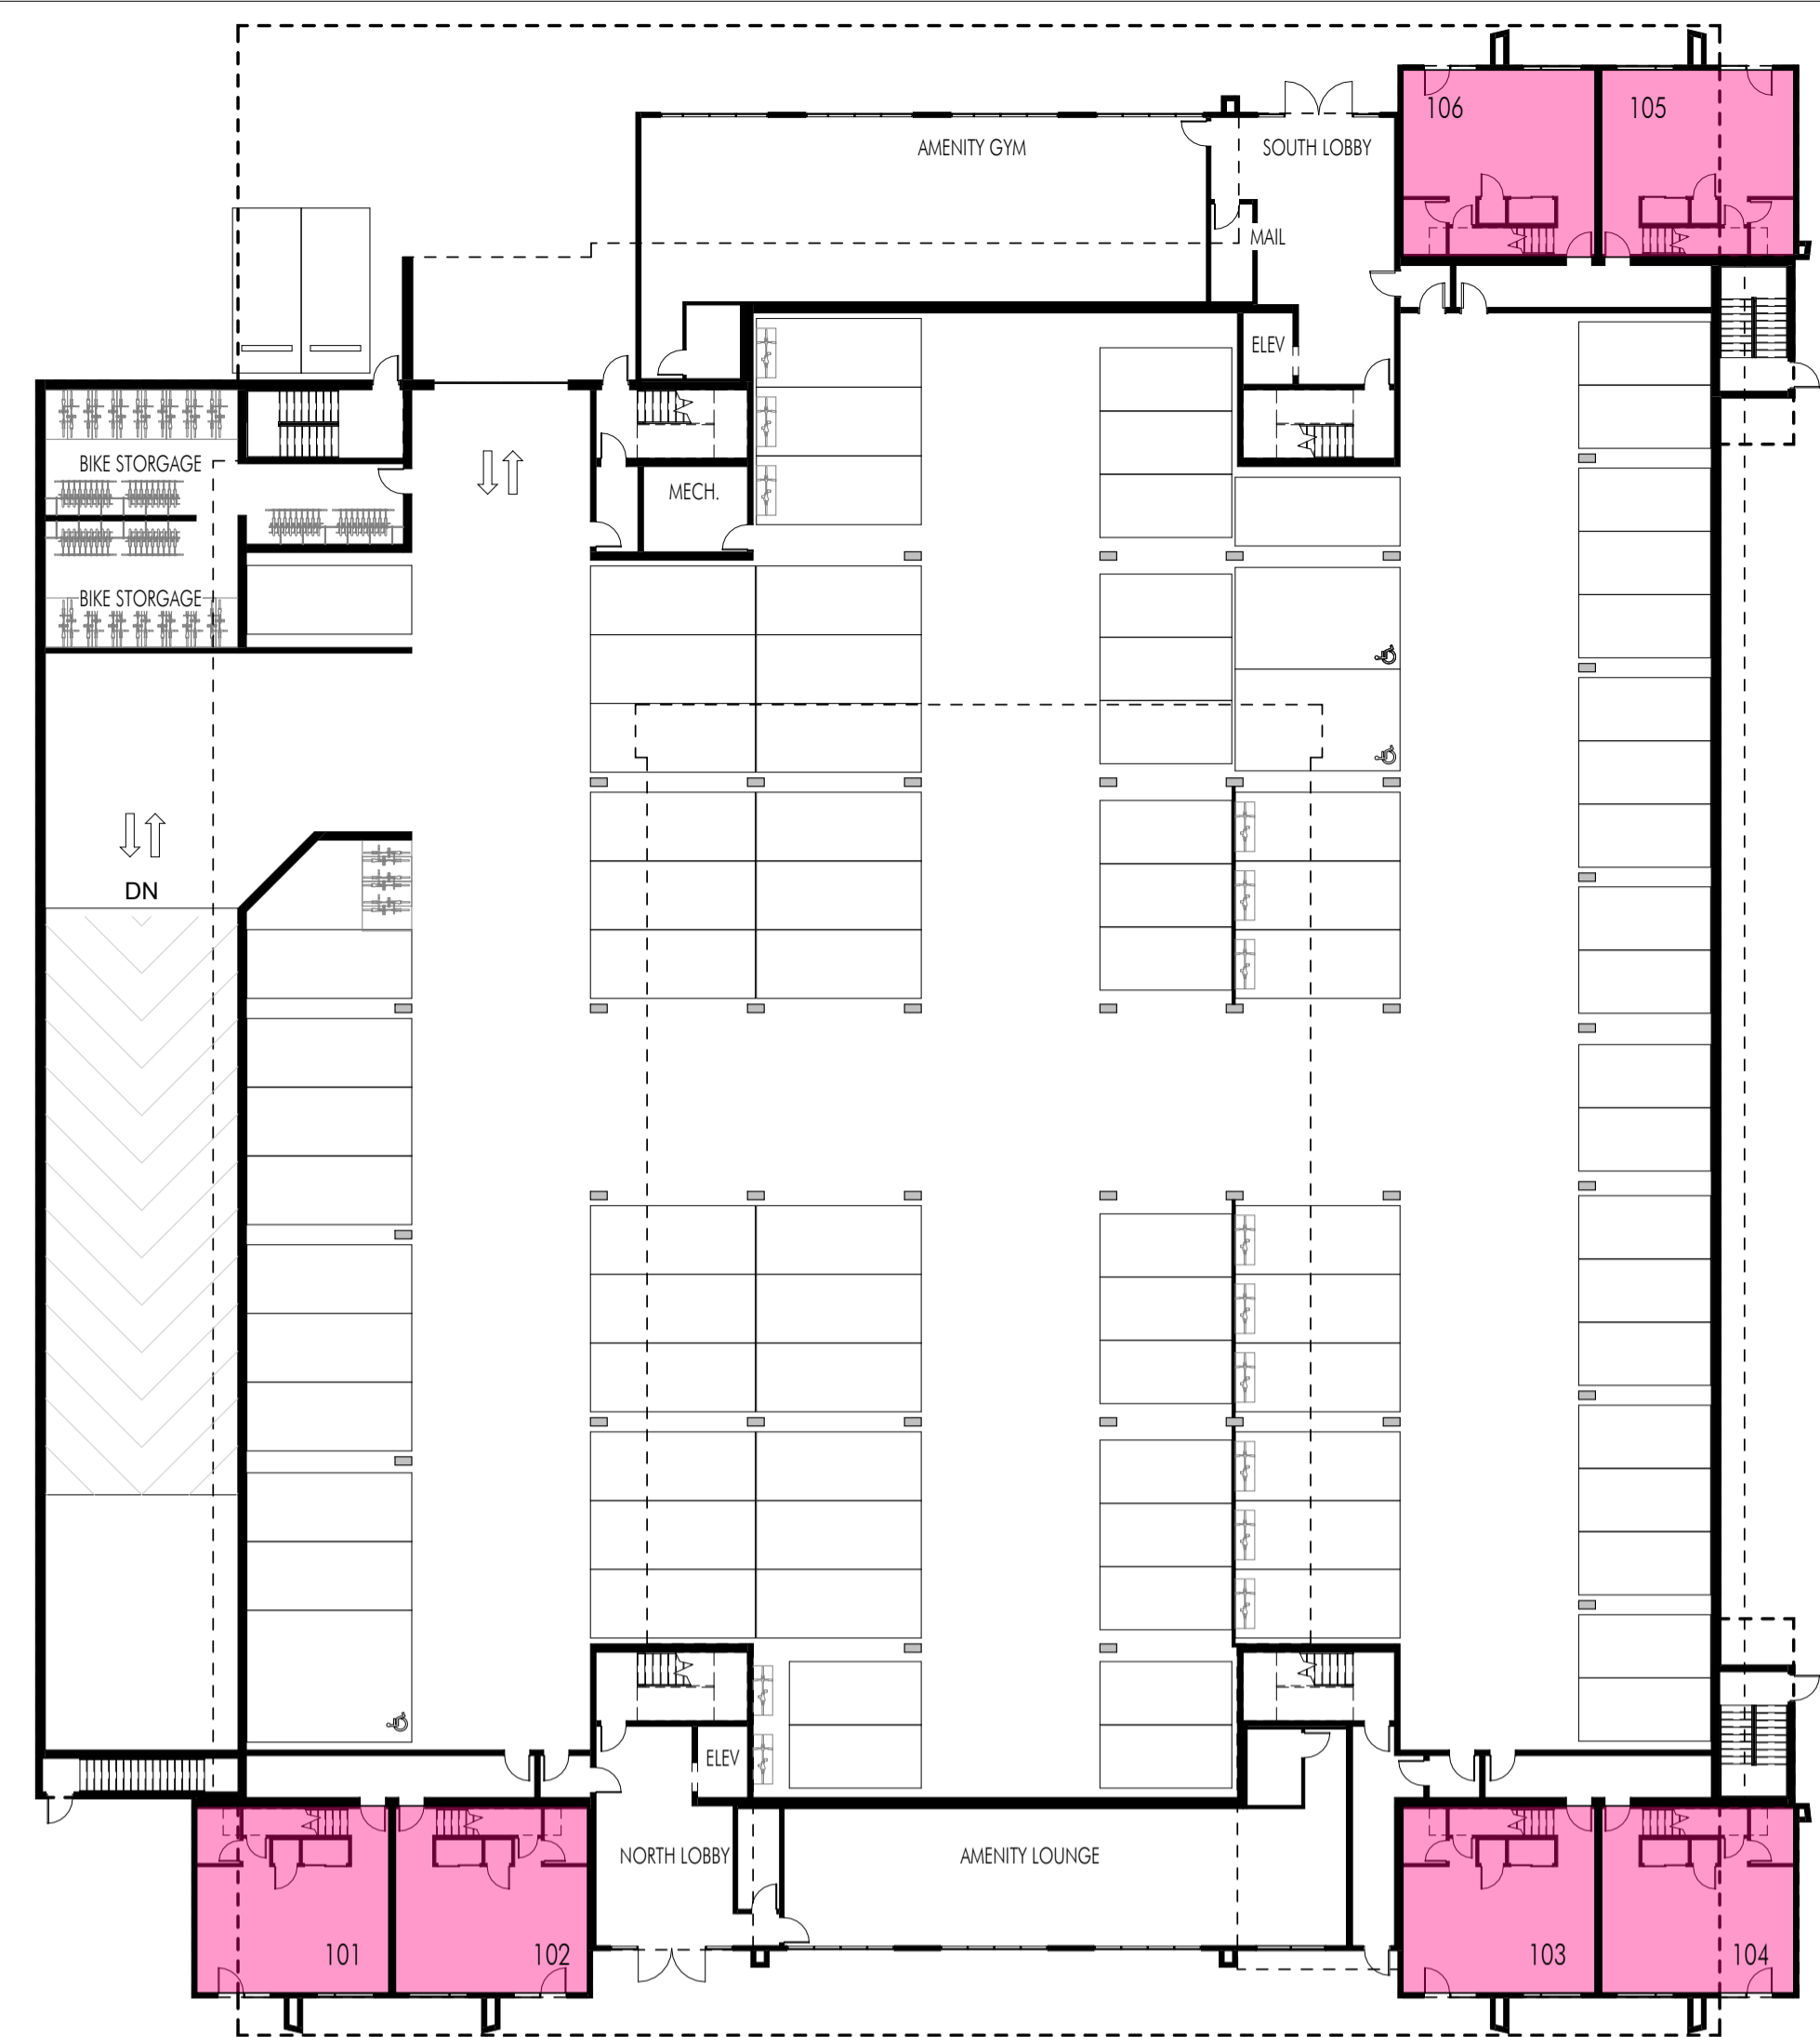 106
105
AMENITY GYM
SOUTH LOBBY
MAIL
ELEV
BIKE STORGAGE
MECH.
BIKE STORGAGE
DN
ELEV
NORTH LOBBY
AMENITY LOUNGE
101
102
103
104